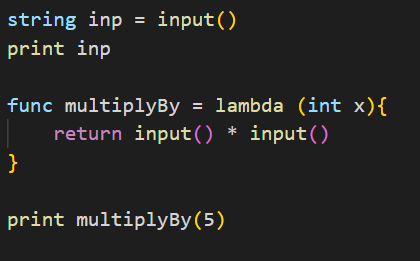 string inp = input()
print inp
func multiplyBy = lambda (int x){
return input() * input()
}
print multiplyBy(5)